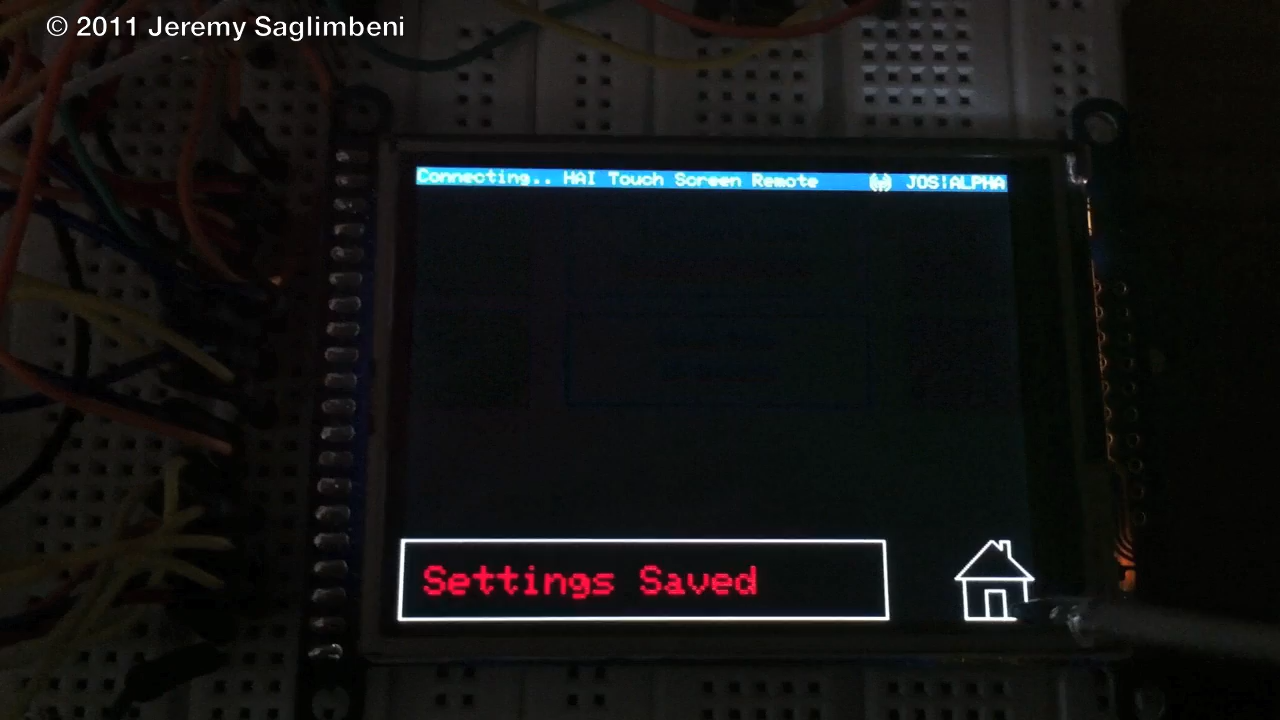 © 2011 Jeremy Saglimbeni
Connecting.. HAI Touch Screen Remote JOS|ALPHA
Settings Saved